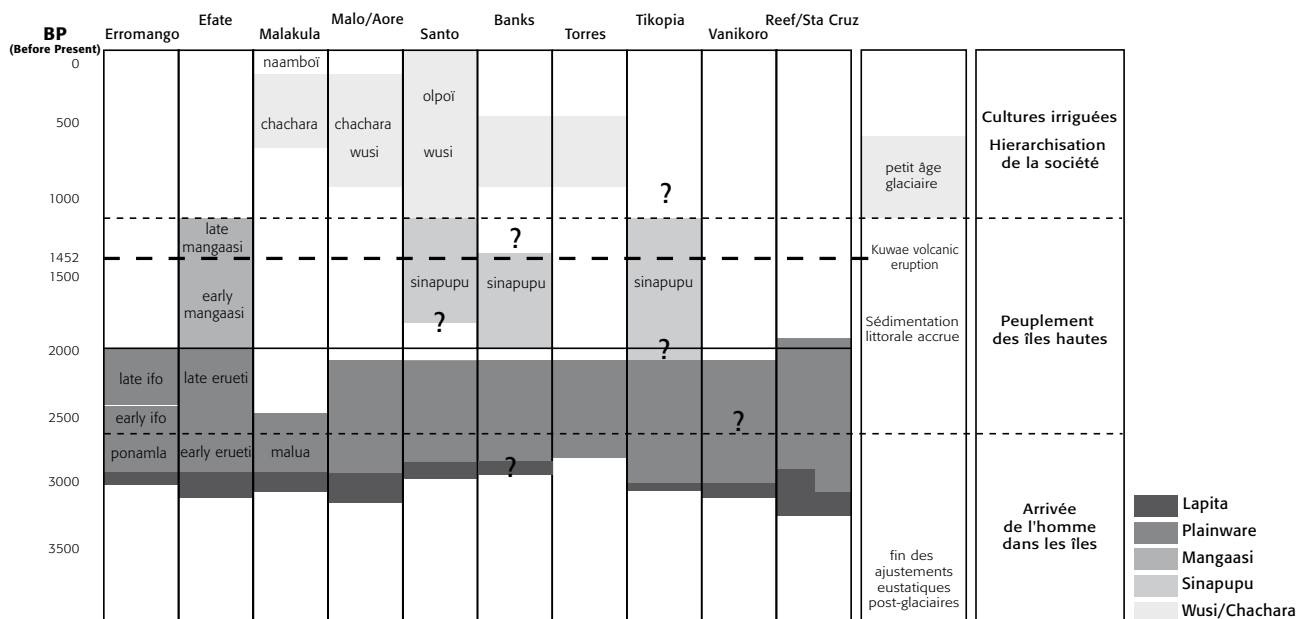 BP
(Before Present)
Erromango
Efate
Malakula
Malo/Aore
Santo
Banks
Torres
Tikopia
Vanikoro
Reef/Sta Cruz
0
500
1000
1452
1500
2000
2500
3000
3500
late ifo
early ifo
ponamla
late
mangaasi
early
mangaasi
late erueti
early erueti
naamboï
chachara
malua
chachara
wusi
olpoï
wusi
sinapupu
?
?
sinapupu
?
?
sinapupu
?
?
petit âge
glaciaire
Kuwae volcanic
eruption
Sédimentation
littorale accrue
fin des
ajustements
eustatiques
post-glaciaires
Cultures irriguées
Hierarchisation
de la société
Peuplement
des îles hautes
Arrivée
de l'homme
dans les îles
Lapita
Plainware
Mangaasi
Sinapupu
Wusi/Chachara